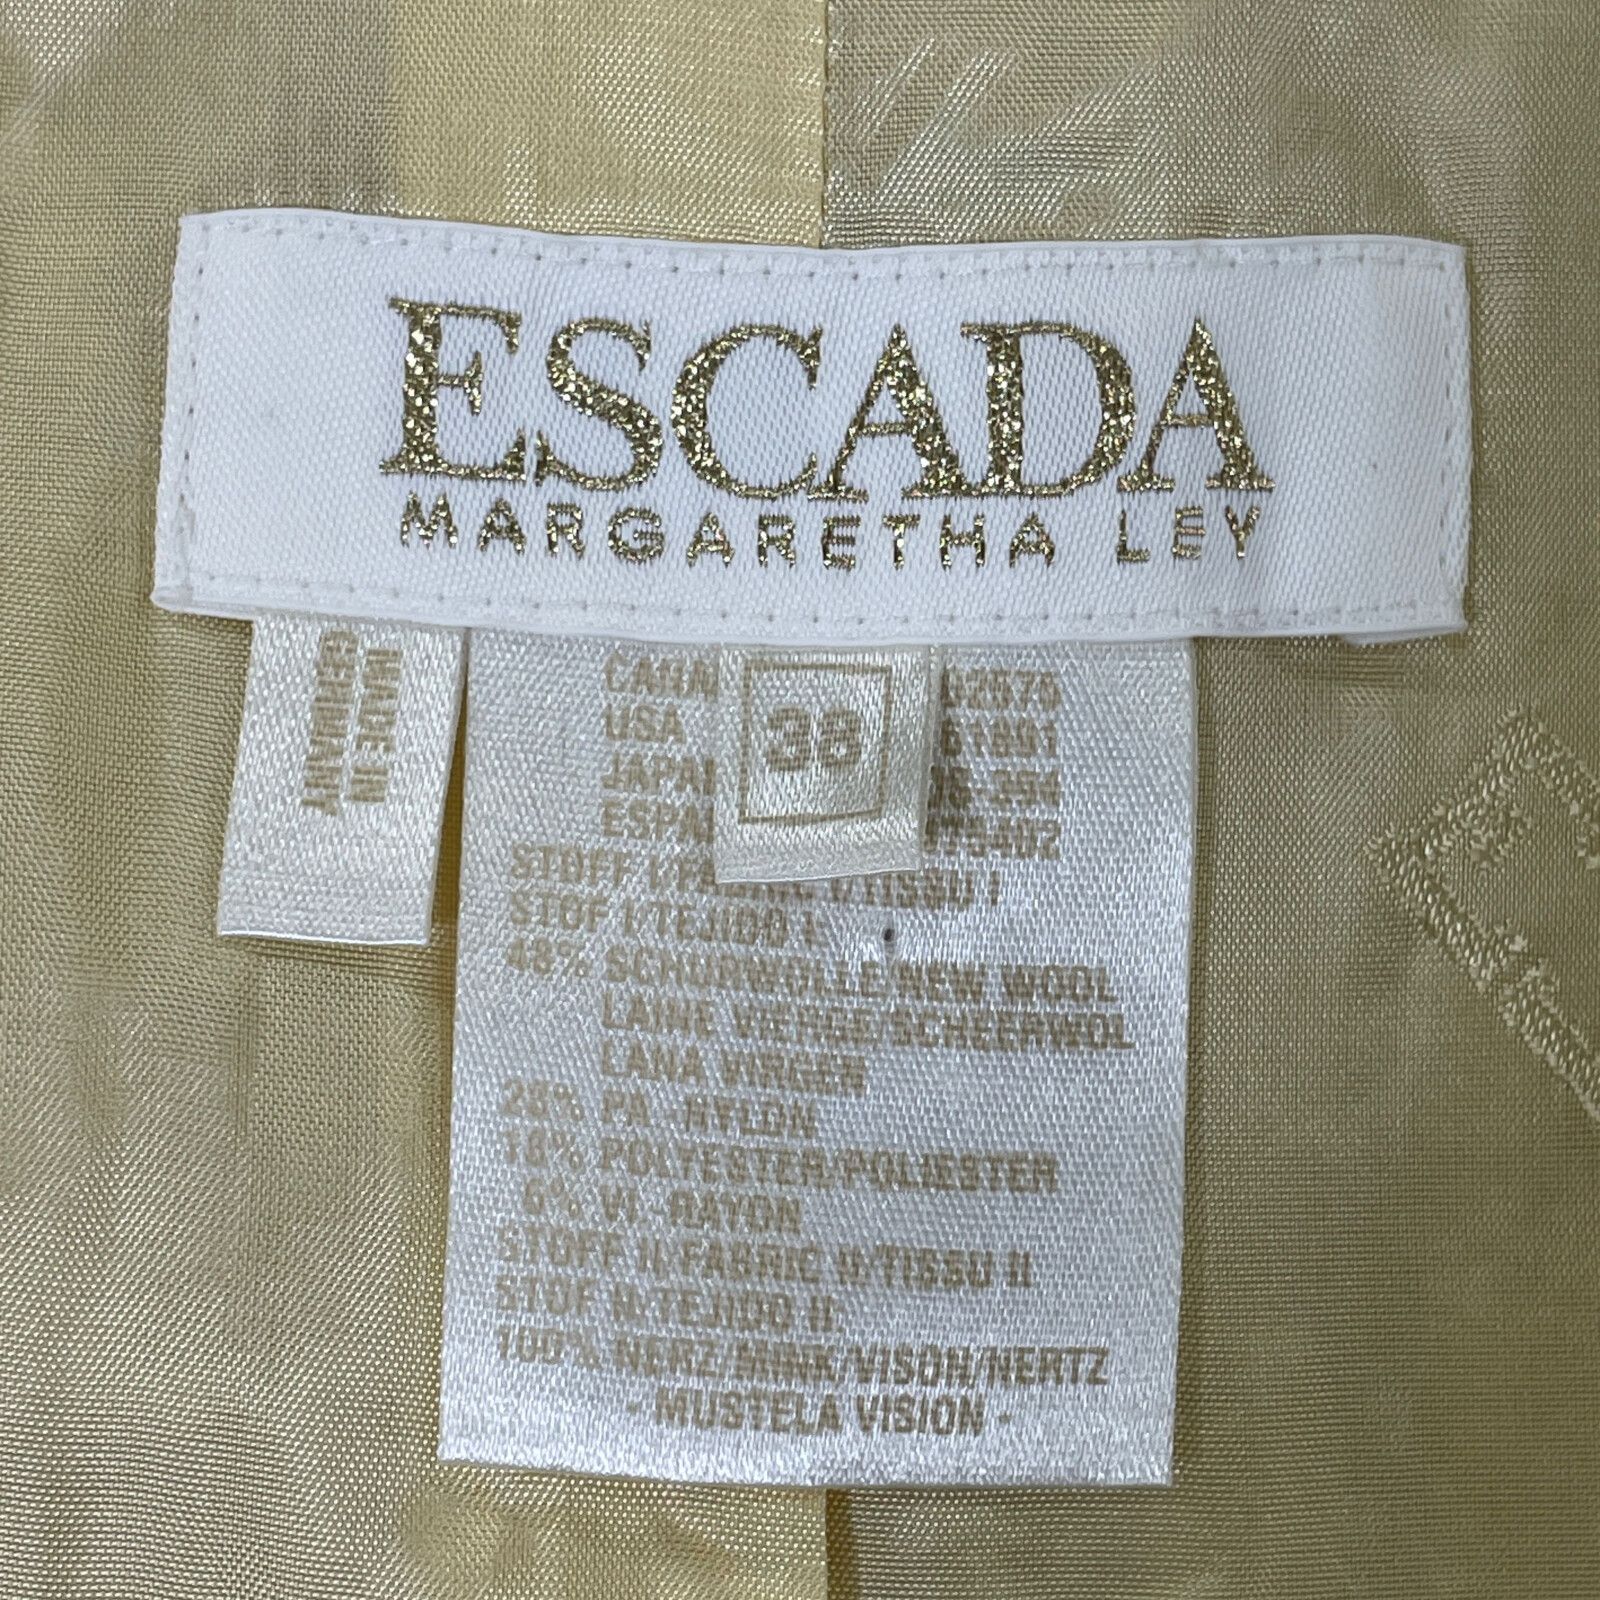 ESCADA
MARGARETHA LEY
MADE IN
GERMANY
38
USA
JAPAN
STOFF I/ TISSU I
STOF I/TEJIDO I.
48% SCHURWOLLE/NEW WOOL
LAINE VIERGE/SCHEERWOL
LANA VIRGEN
28% PA.-NYLON
18% POLYESTER/POLIESTER
6% VI.-RAYON
STOFF II/FABRIC II/TISSU II
STOF II/TEJIDO II.
100% NERZ/MINK/VISON/NERTZ
- MUSTELA VISION -